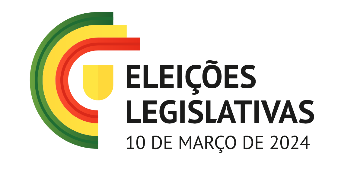 ELEIÇÕES
LEGISLATIVAS
10 DE MARÇO DE 2024